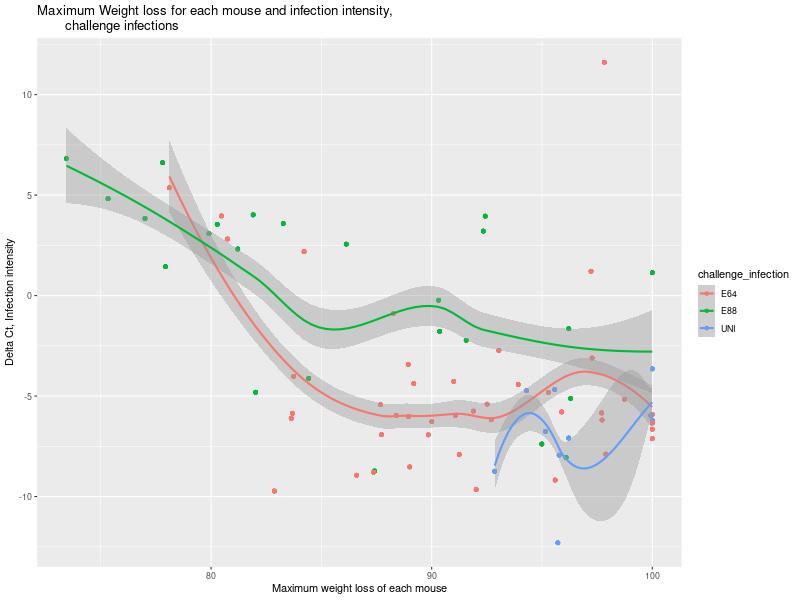 Maximum Weight loss for each mouse and infection intensity,
challenge infections
10
5
0
-5
-10
Delta Ct, Infection intensity
80
90
100
Maximum weight loss of each mouse
challenge_infection
E64
E88
UNI